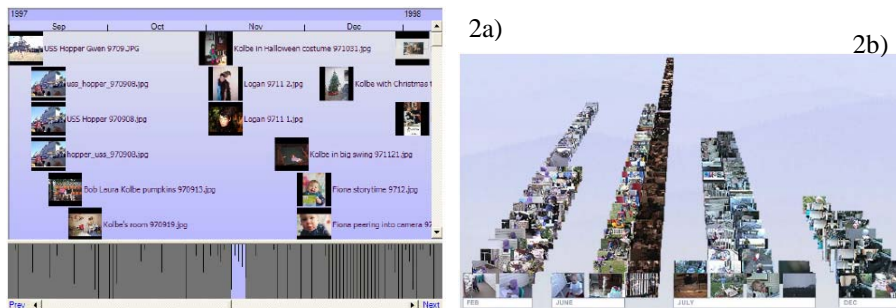 1997
1998
Sep
Oct
Nov
Dec
USS Hopper Gwen 9709.JPG
Kolbe in Halloween costume 971031.jpg
uss_hopper_970908.jpg
Logan 9711 2.jpg
Kolbe with Christmas t
USS Hopper 970908.jpg
Logan 9711 1.jpg
hopper_uss_970908.jpg
Kolbe in big swing 971121.jpg
Bob Laura Kolbe pumpkins 970913.jpg
Fiona storytime 9712.jpg
Kolbe's room 970919.jpg
Fiona peering into camera 97
Prev
Next
2a)
2b)
FEB
JUNE
JULY
DEC